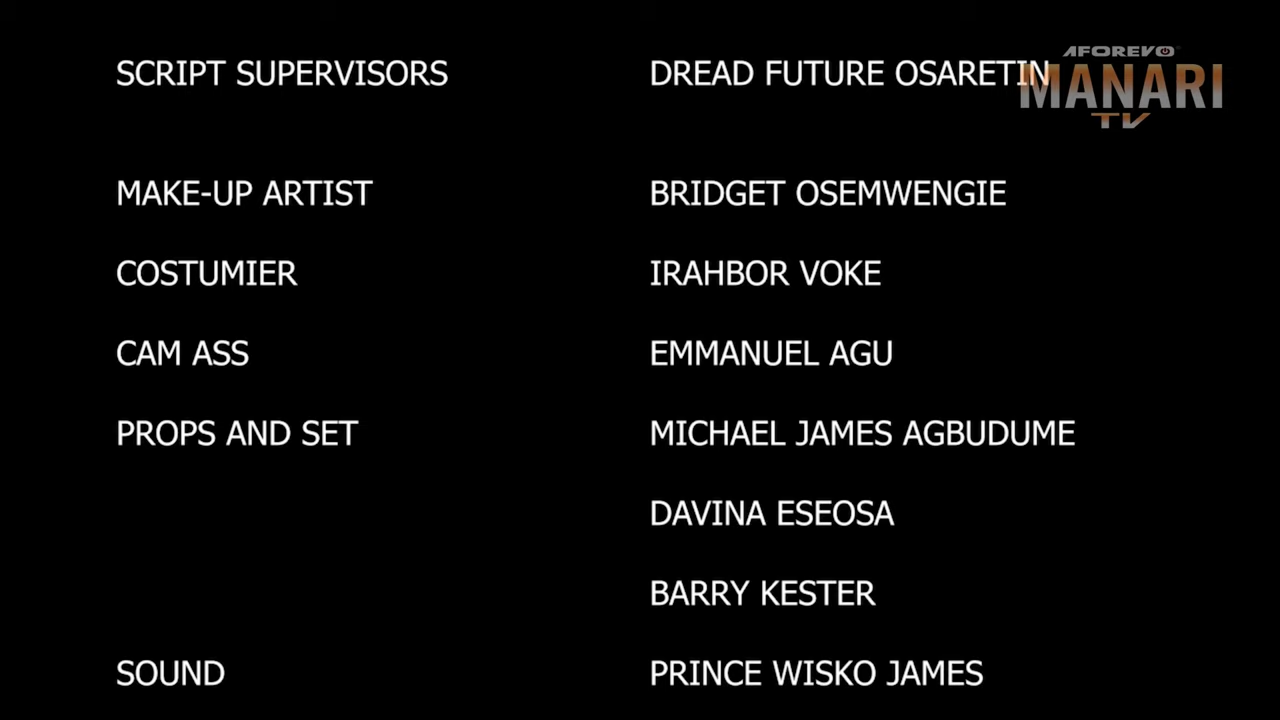 AFOREVO
SCRIPT SUPERVISORS DREAD FUTURE OSARETIN
MANARI
TV
MAKE-UP ARTIST BRIDGET OSEMWENGIE
COSTUMIER IRAHBOR VOKE
CAM ASS EMMANUEL AGU
PROPS AND SET MICHAEL JAMES AGBUDUME
DAVINA ESEOSA
BARRY KESTER
SOUND PRINCE WISKO JAMES